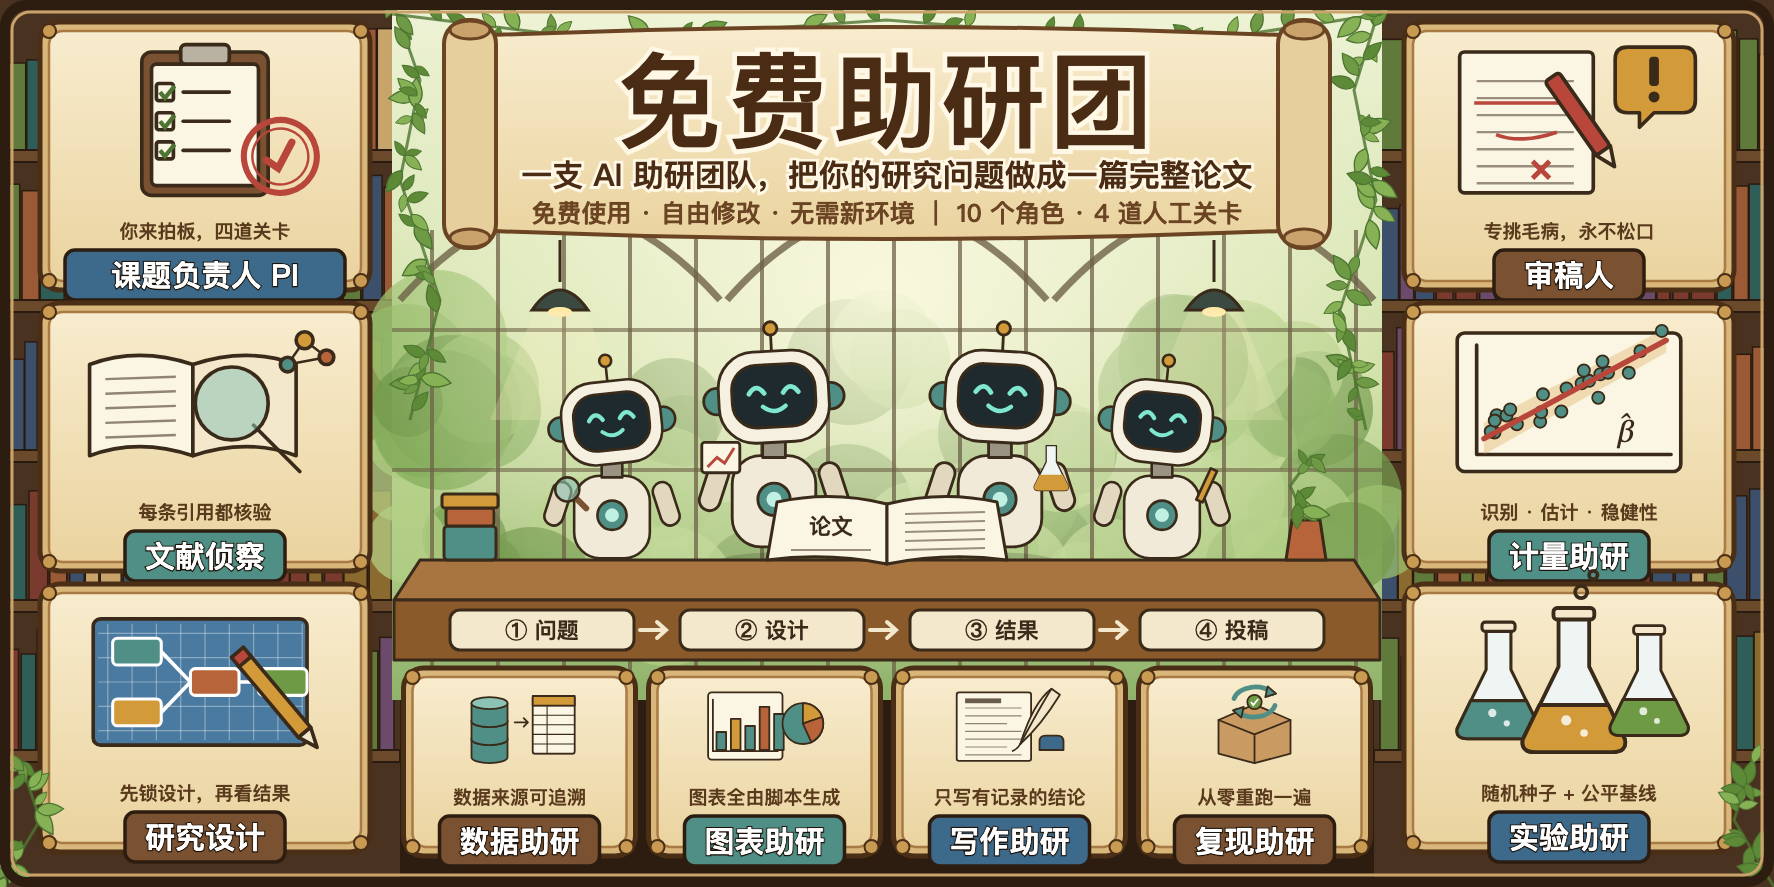 免费助研团
一支 AI 助研团队，把你的研究问题做成一篇完整论文
免费使用 · 自由修改 · 无需新环境 | 10 个角色 · 4 道人工关卡
你来拍板，四道关卡
课题负责人 PI
每条引用都核验
文献侦察
先锁设计，再看结果
研究设计
论文
① 问题
② 设计
③ 结果
④ 投稿
数据来源可追溯
数据助研
图表全由脚本生成
图表助研
只写有记录的结论
写作助研
从零重跑一遍
复现助研
!
专挑毛病，永不松口
审稿人
β̂
识别 · 估计 · 稳健性
计量助研
随机种子 + 公平基线
实验助研